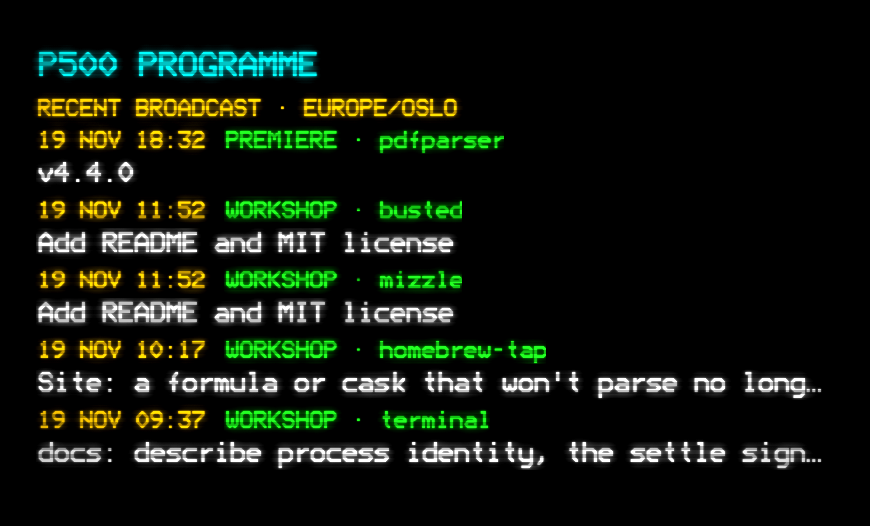 P500 PROGRAMME
RECENT BROADCAST · EUROPE/OSLO
19 NOV 18:32 PREMIERE · pdfparser
v4.4.0
19 NOV 11:52 WORKSHOP · busted
Add README and MIT license
19 NOV 11:52 WORKSHOP · mizzle
Add README and MIT license
19 NOV 10:17 WORKSHOP · homebrew-tap
Site: a formula or cask that won't parse no long…
19 NOV 09:37 WORKSHOP · terminal
docs: describe process identity, the settle sign…